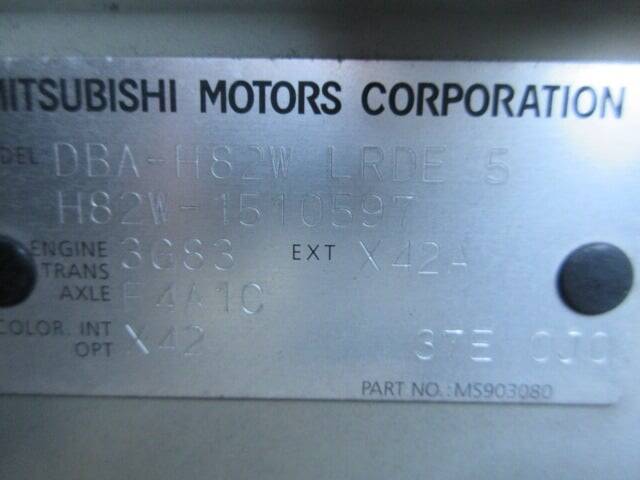 MITSUBISHI MOTORS CORPORATION
DEL DBA-H82W LRDE 5
H82W-1510597
ENGINE 3G83 EXT X42A
TRANS
AXLE F4A1C
COLOR. INT X42 37E 0J0
OPT
PART NO.:MS903080